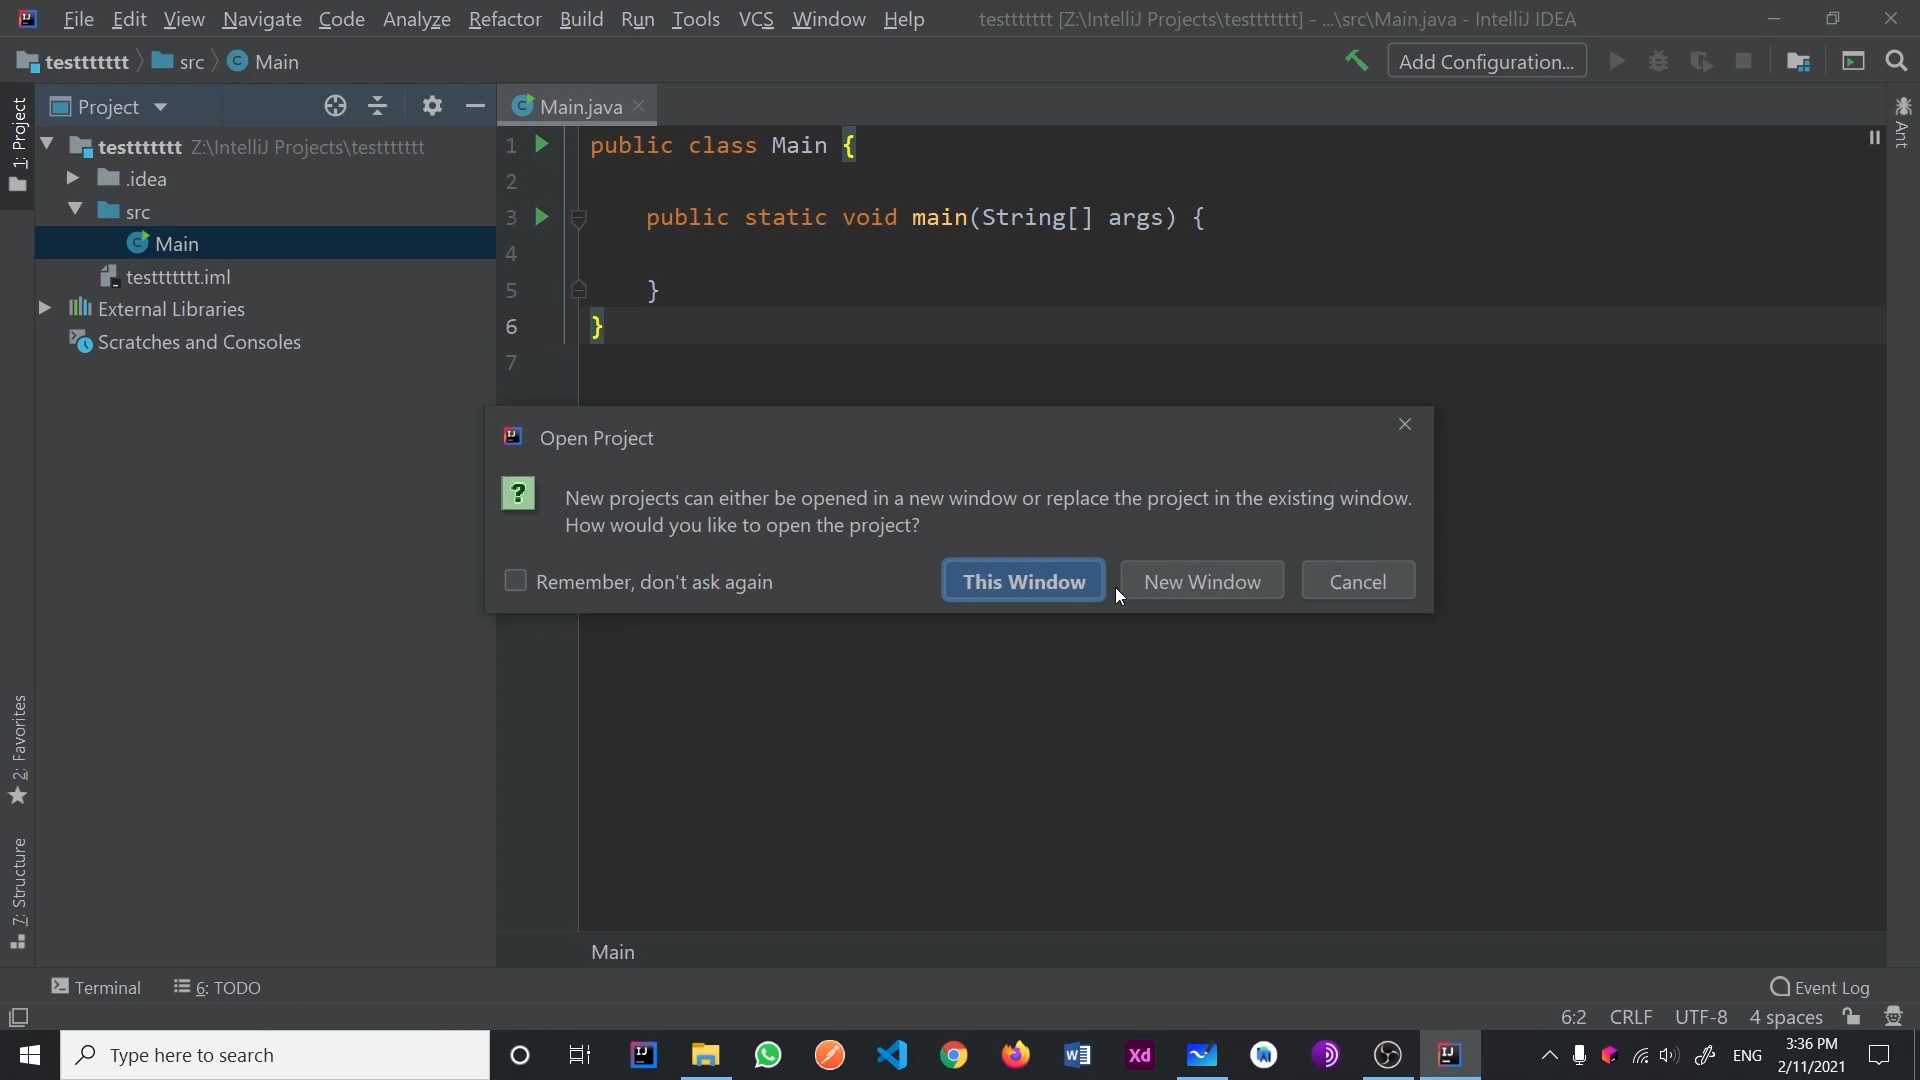 File Edit View Navigate Code Analyze Refactor Build Run Tools VCS Window Help testttttt [Z:\IntelliJ Projects\testttttt] - ...\src\Main.java - IntelliJ IDEA
testttttt src Main Add Configuration...
1: Project
Project
Main.java
Ant
testttttt Z:\IntelliJ Projects\testttttt
.idea
src
Main
testttttt.iml
External Libraries
Scratches and Consoles
1 public class Main {
2
3 public static void main(String[] args) {
4
5 }
6 }
7
Open Project
New projects can either be opened in a new window or replace the project in the existing window.
How would you like to open the project?
Remember, don't ask again This Window New Window Cancel
2: Favorites
7: Structure
Main
Terminal 6: TODO Event Log
6:2 CRLF UTF-8 4 spaces
Type here to search
ENG
3:36 PM
2/11/2021